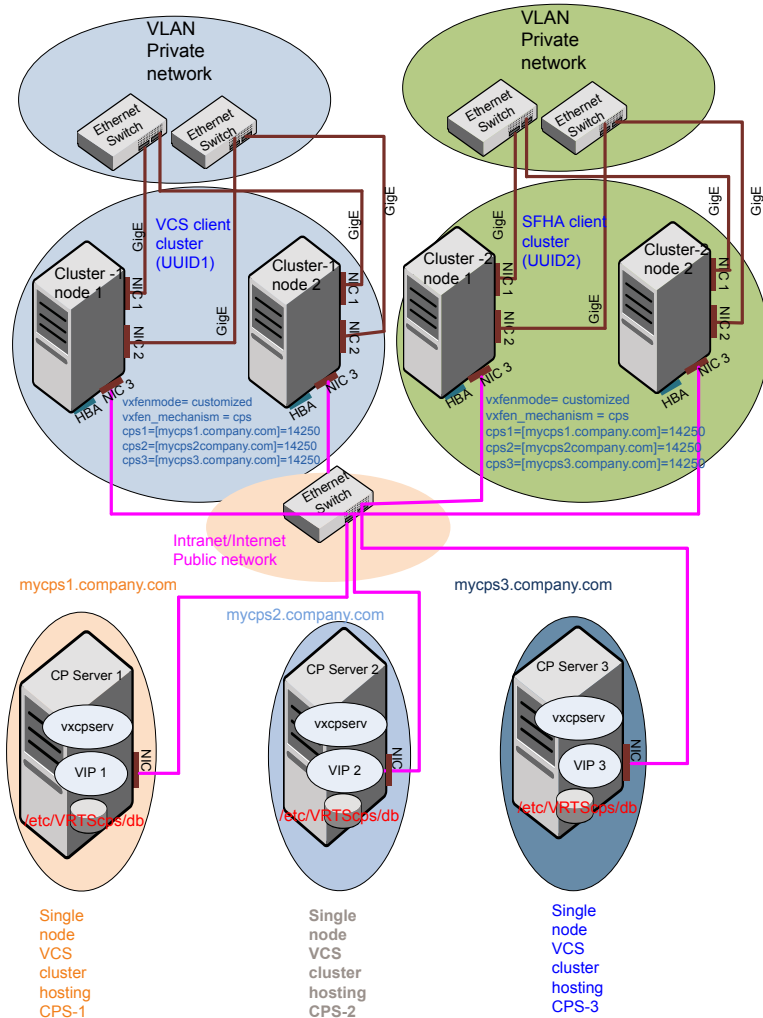 VLAN
Private
network
VLAN
Private
network
Ethernet
Switch
Ethernet
Switch
Ethernet
Switch
Ethernet
Switch
GigE
GigE
GigE
GigE
GigE
GigE
GigE
GigE
VCS client
cluster
(UUID1)
SFHA client
cluster
(UUID2)
Cluster -1
node 1
Cluster-1
node 2
Cluster -2
node 1
Cluster-2
node 2
NIC 1
NIC 2
NIC 3
HBA
NIC 1
NIC 2
NIC 3
HBA
NIC 1
NIC 2
NIC 3
HBA
NIC 1
NIC 2
NIC 3
HBA
vxfenmode= customized
vxfen_mechanism = cps
cps1=[mycps1.company.com]=14250
cps2=[mycps2company.com]=14250
cps3=[mycps3.company.com]=14250
vxfenmode= customized
vxfen_mechanism = cps
cps1=[mycps1.company.com]=14250
cps2=[mycps2company.com]=14250
cps3=[mycps3.company.com]=14250
Ethernet
Switch
Intranet/Internet
Public network
mycps1.company.com
mycps2.company.com
mycps3.company.com
CP Server 1
vxcpserv
VIP 1
NIC
/etc/VRTScps/db
CP Server 2
vxcpserv
VIP 2
NIC
/etc/VRTScps/db
CP Server 3
vxcpserv
VIP 3
NIC
/etc/VRTScps/db
Single
node
VCS
cluster
hosting
CPS-1
Single
node
VCS
cluster
hosting
CPS-2
Single
node
VCS
cluster
hosting
CPS-3